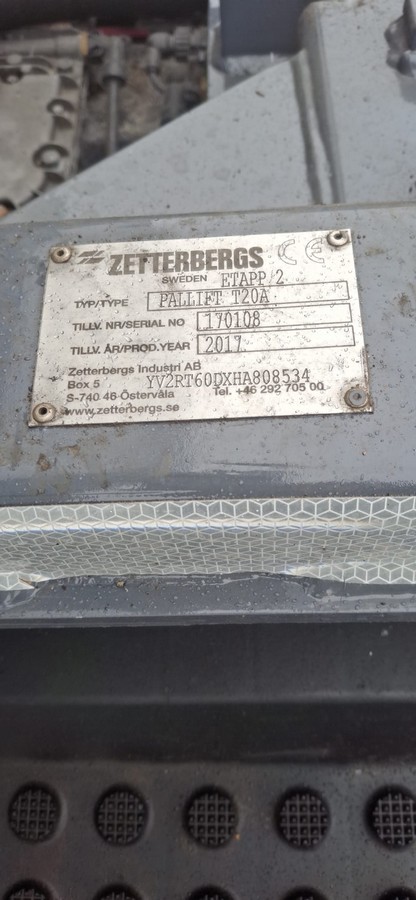 ZETTERBERGS CE
SWEDEN ETAPP 2
TYP/TYPE PALLIFT T20A
TILLV. NR/SERIAL NO 170108
TILLV. ÅR/PROD.YEAR 2017
Zetterbergs Industri AB
Box 5 YV2RT60DXHA808534
S-740 46 Östervåla Tel. +46 292 705 00
www.zetterbergs.se